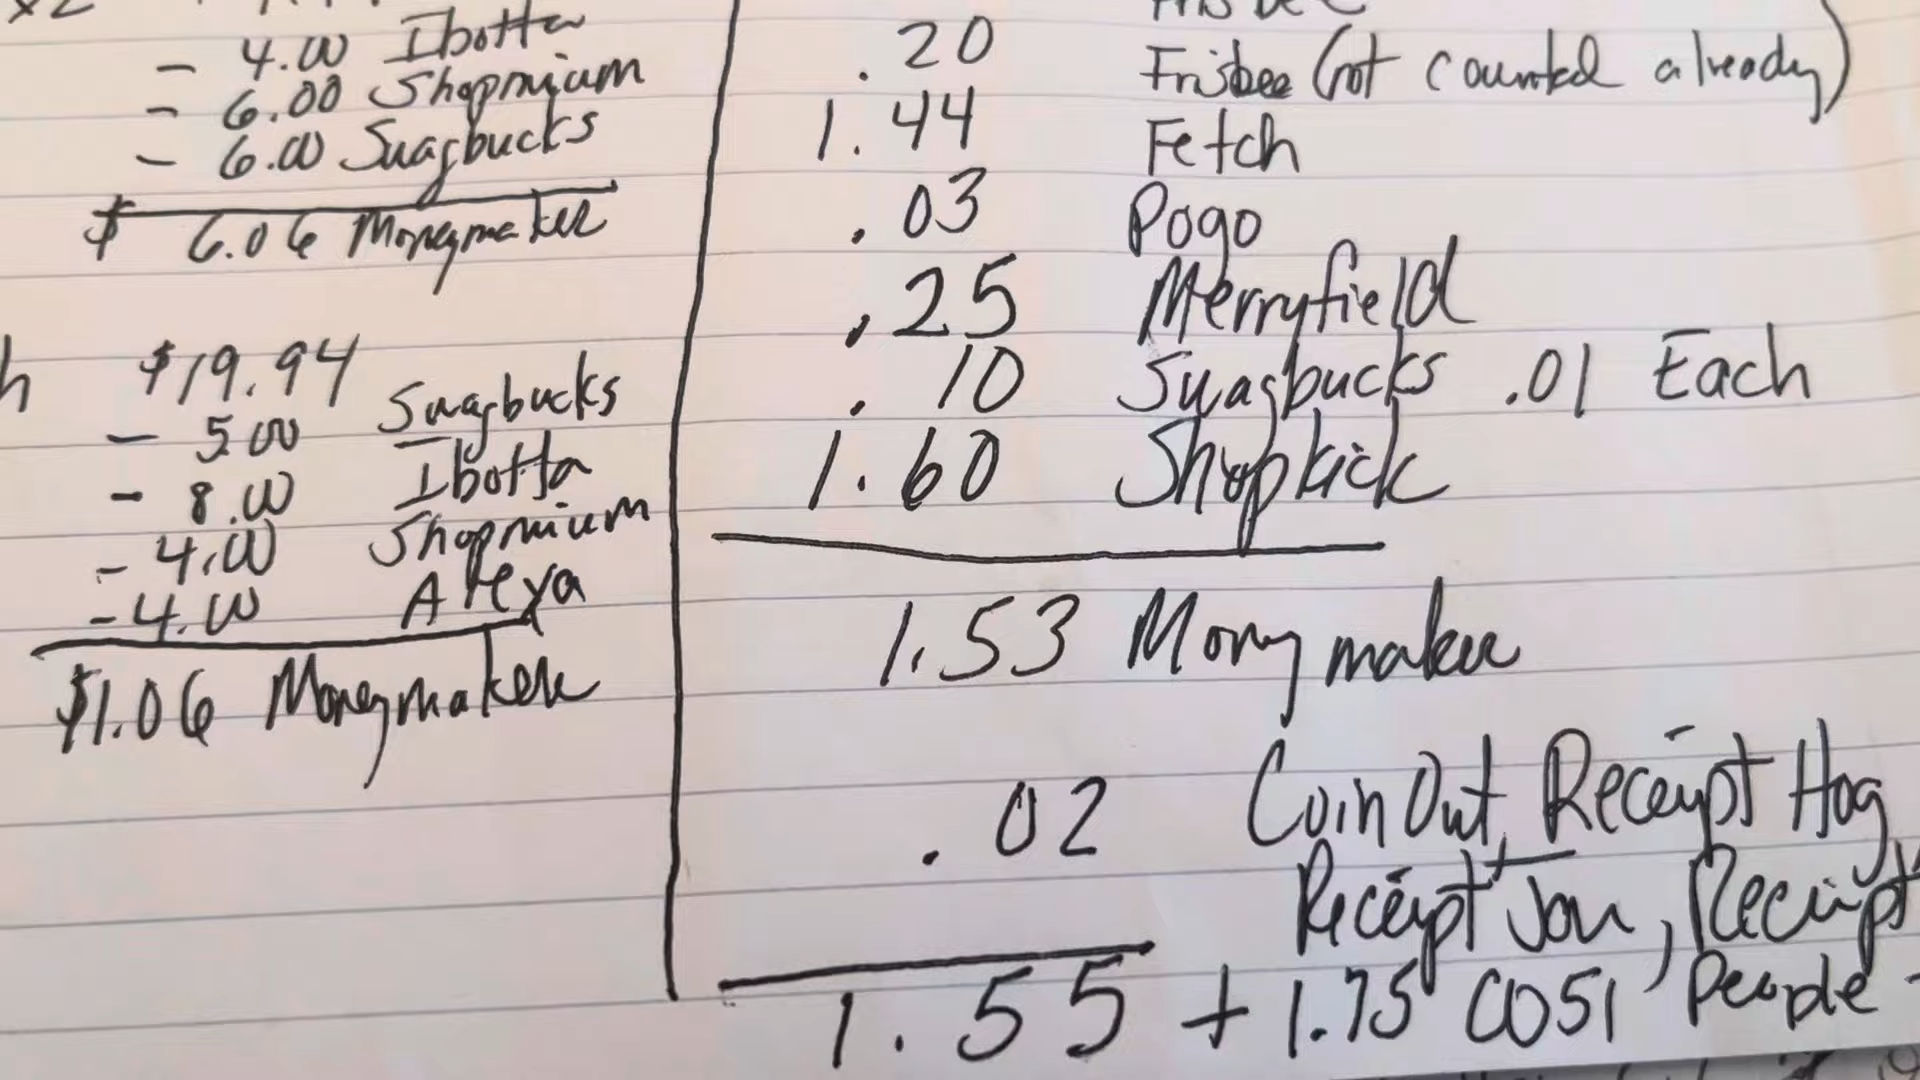 x2
- 4.00 Ibotta
- 6.00 Shopmium
- 6.00 Swagbucks
$ 6.06 Moneymaker
h $19.94
- 5.00 Swagbucks
- 8.00 Ibotta
- 4.00 Shopmium
- 4.00 Alexa
$1.06 Moneymaker
.20 Frisbee (not counted already)
1.44 Fetch
.03 Pogo
.25 Merryfield
.10 Swagbucks .01 Each
1.60 Shopkick
1.53 Moneymaker
.02 CoinOut, Receipt Hog
Receipt Jar, Receipt
1.55 + 1.75 COSI People